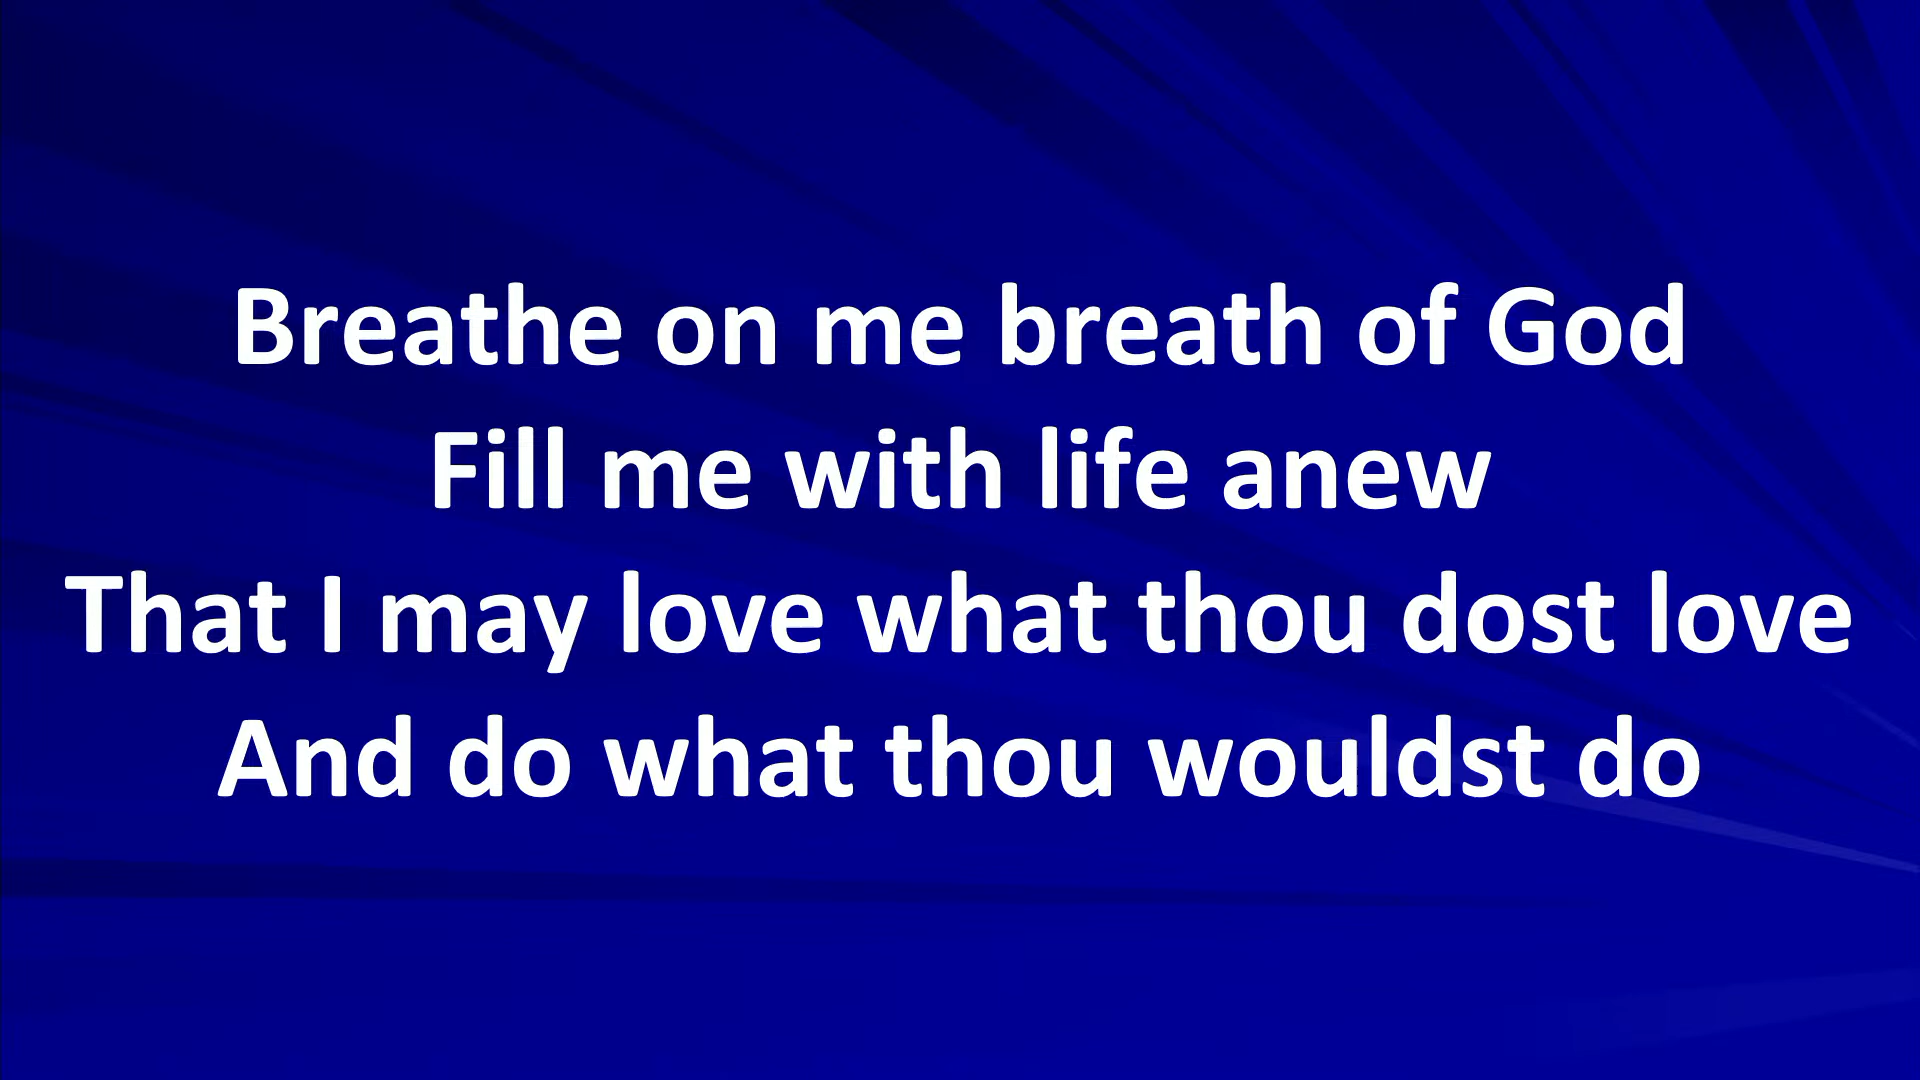 Breathe on me breath of God
Fill me with life anew
That I may love what thou dost love
And do what thou wouldst do